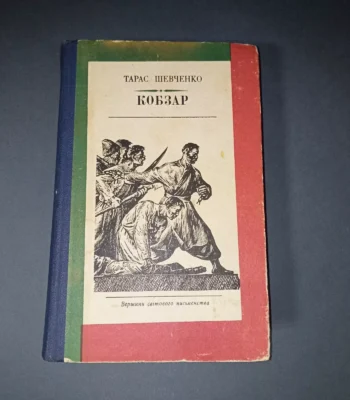 ТАРАС ШЕВЧЕНКО
КОБЗАР
Вершини світового письменства